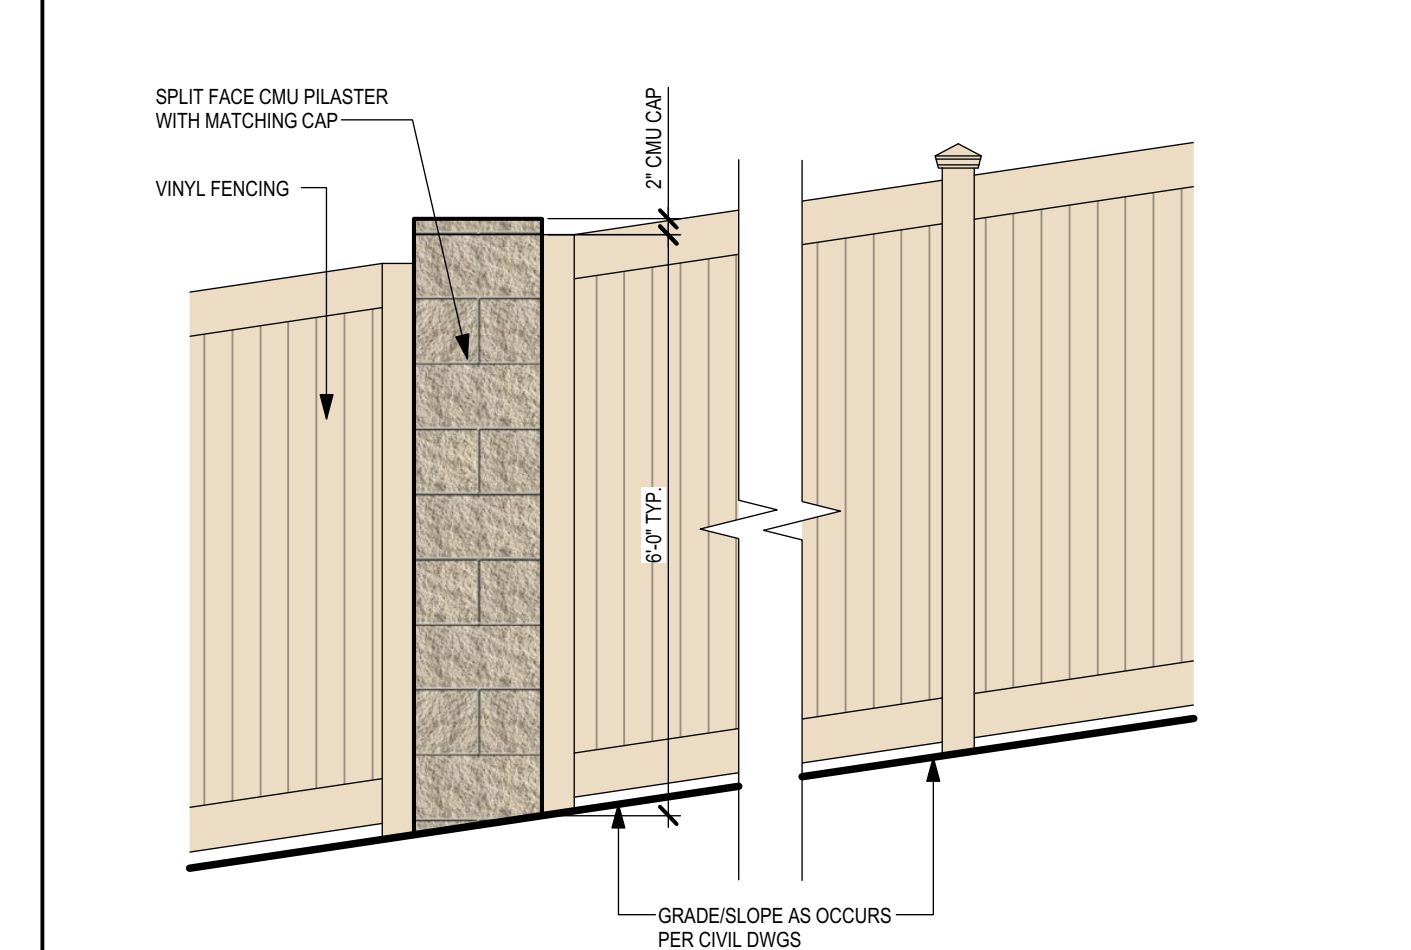 SPLIT FACE CMU PILASTER
WITH MATCHING CAP
VINYL FENCING
2" CMU CAP
6'-0" TYP.
GRADE/SLOPE AS OCCURS
PER CIVIL DWGS